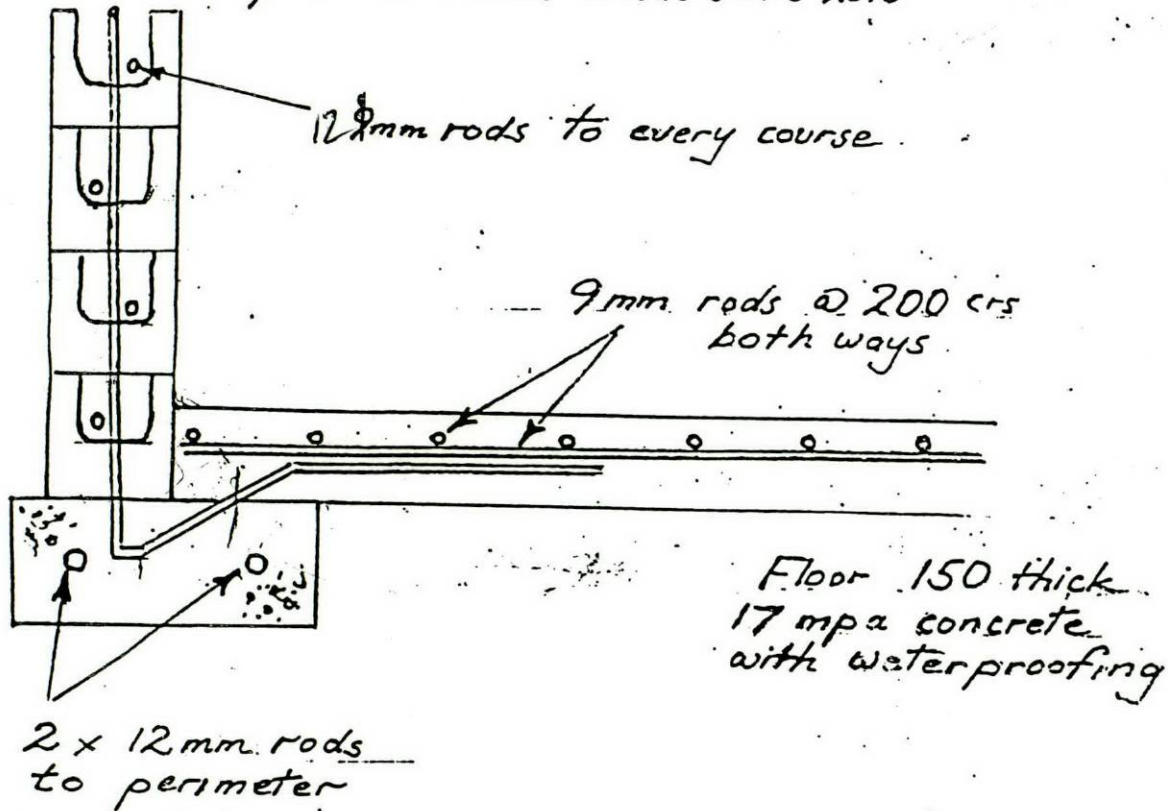 12mm rods to every course
9mm rods @ 200 crs
both ways
Floor 150 thick
17 mpa concrete
with waterproofing
2 x 12mm rods
to perimeter